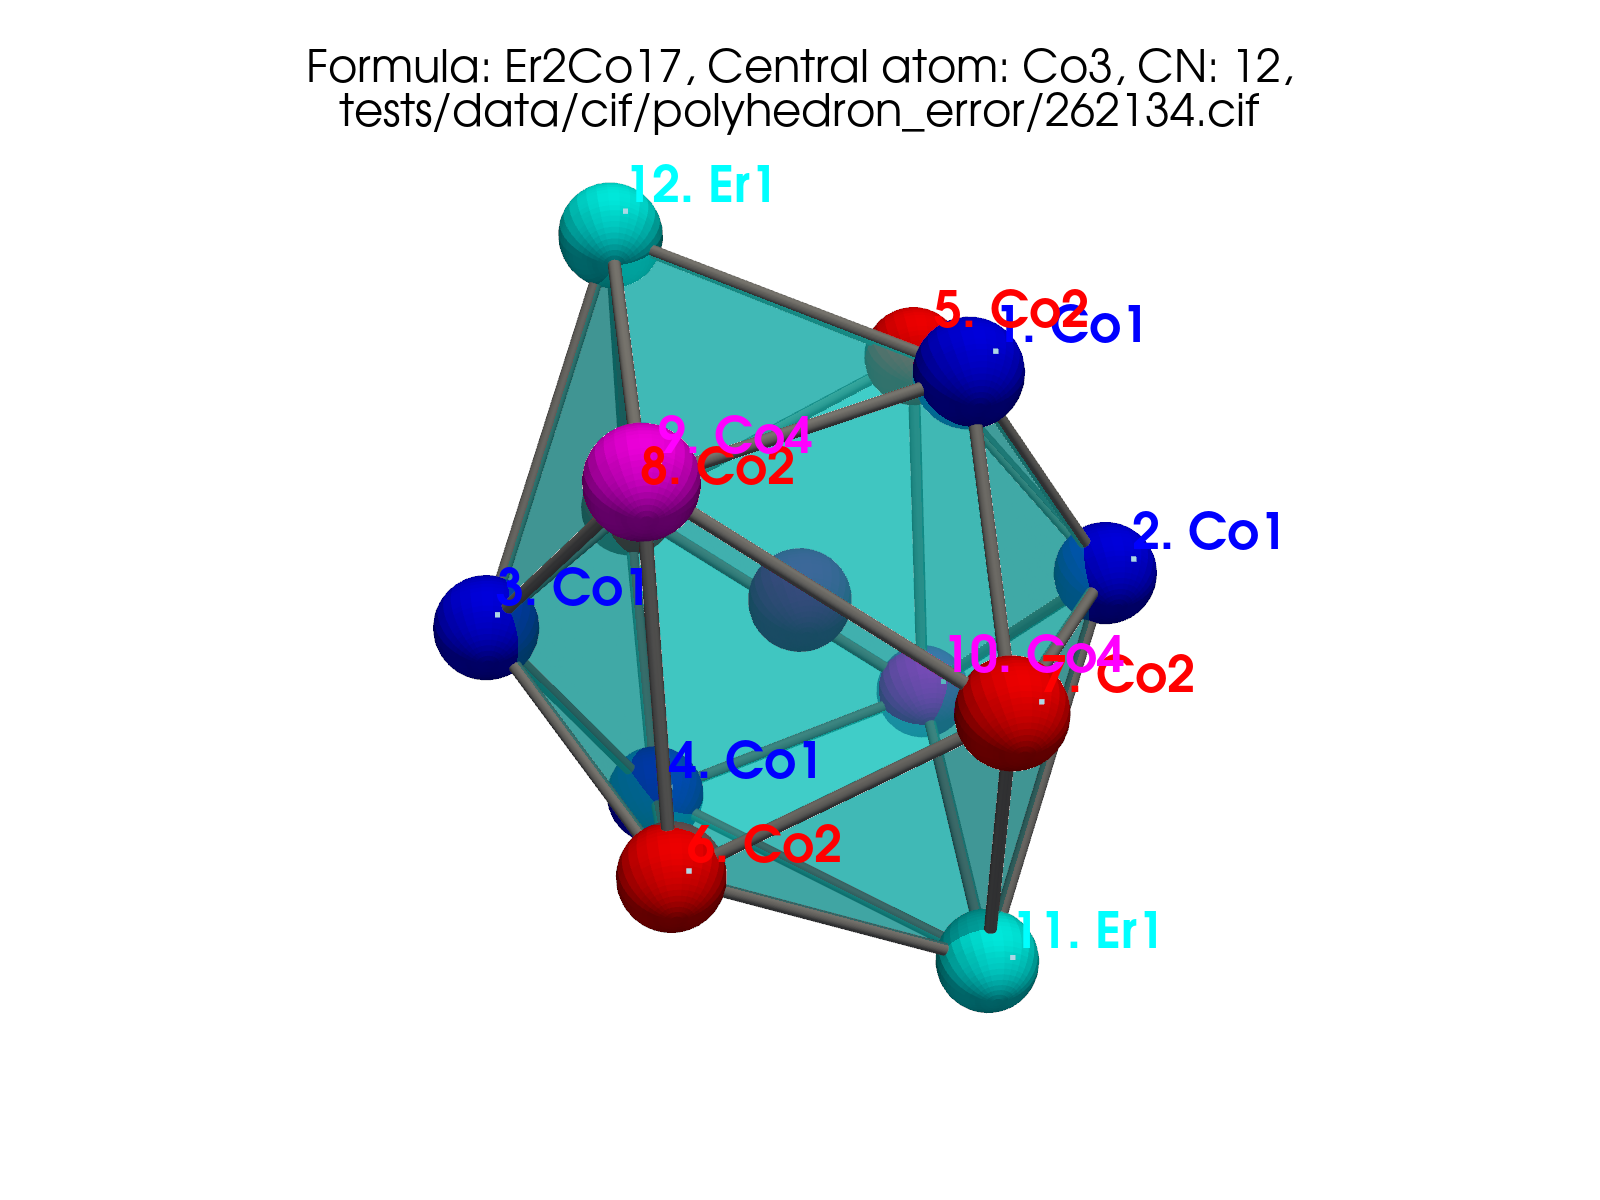 Formula: Er2Co17, Central atom: Co3, CN: 12,
tests/data/cif/polyhedron_error/262134.cif
12. Er1
5. Co2
1. Co1
9. Co4
8. Co2
2. Co1
3. Co1
10. Co4
7. Co2
4. Co1
6. Co2
11. Er1